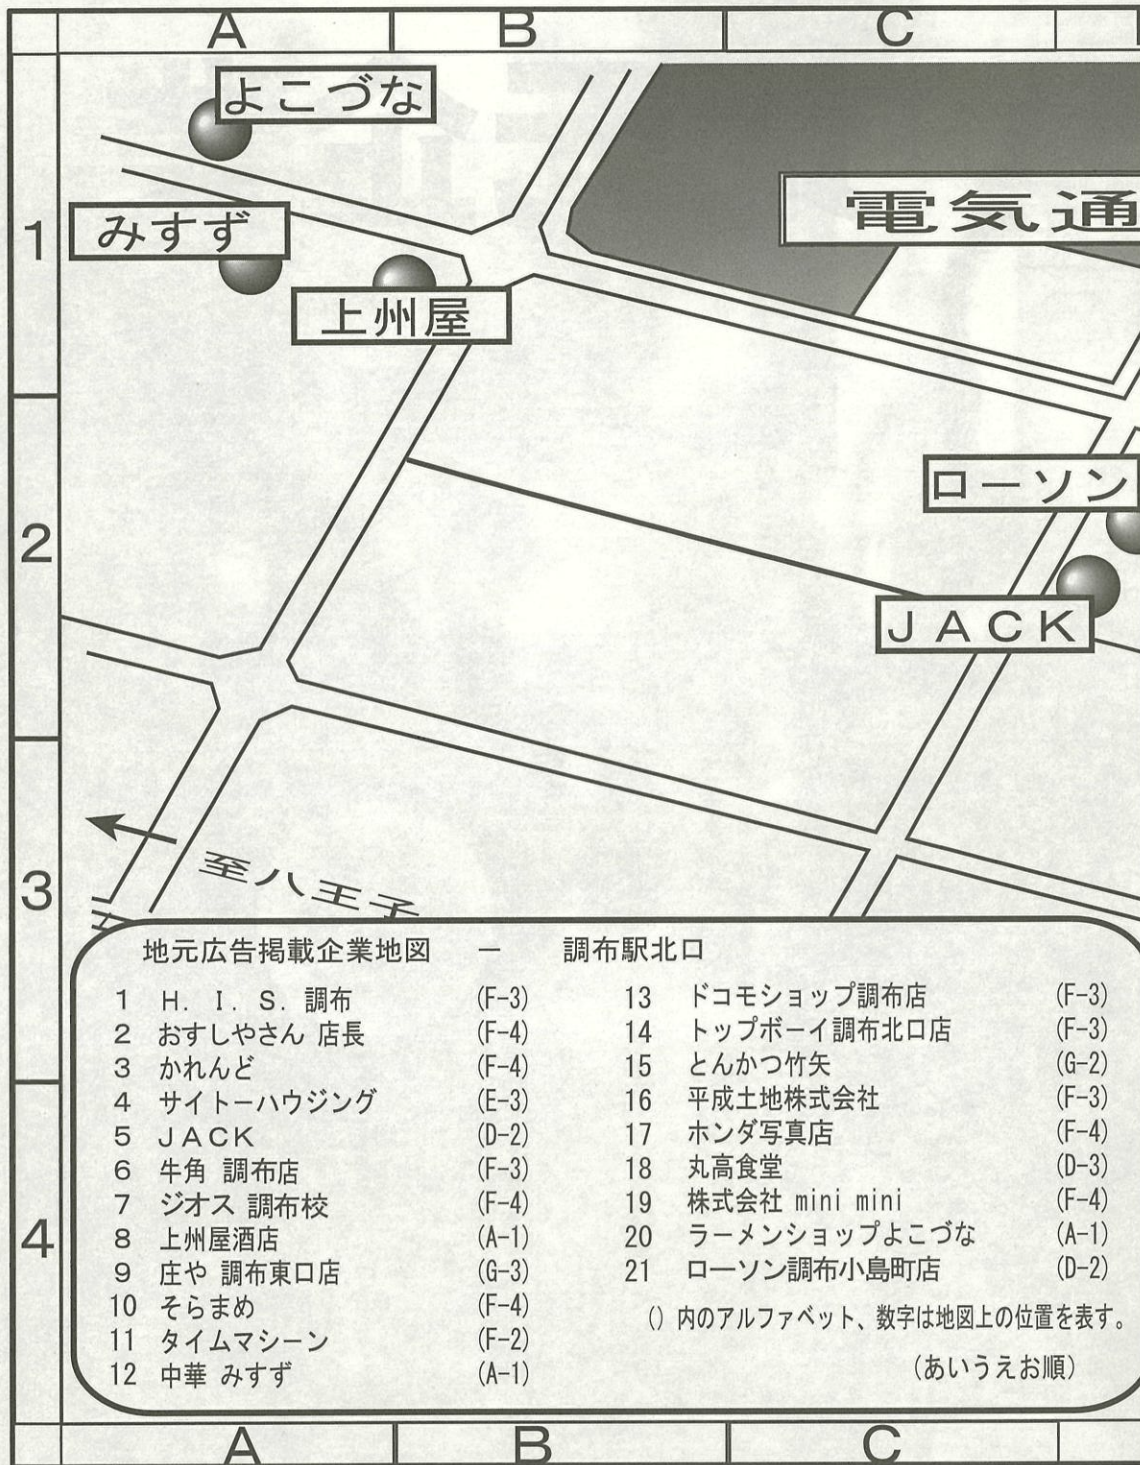 A B C
よこづな
1
電気通
みすず
上州屋
ローソン
2
JACK
3
至八王子
地元広告掲載企業地図 － 調布駅北口
1 H. I. S. 調布 (F-3)
2 おすしやさん 店長 (F-4)
3 かれんど (F-4)
4 サイトーハウジング (E-3)
5 JACK (D-2)
6 牛角 調布店 (F-3)
7 ジオス 調布校 (F-4)
8 上州屋酒店 (A-1)
9 庄や 調布東口店 (G-3)
10 そらまめ (F-4)
11 タイムマシーン (F-2)
12 中華 みすず (A-1)
13 ドコモショップ調布店 (F-3)
14 トップボーイ調布北口店 (F-3)
15 とんかつ竹矢 (G-2)
16 平成土地株式会社 (F-3)
17 ホンダ写真店 (F-4)
18 丸高食堂 (D-3)
19 株式会社 mini mini (F-4)
20 ラーメンショップよこづな (A-1)
21 ローソン調布小島町店 (D-2)
() 内のアルファベット、数字は地図上の位置を表す。
(あいうえお順)
4
A B C